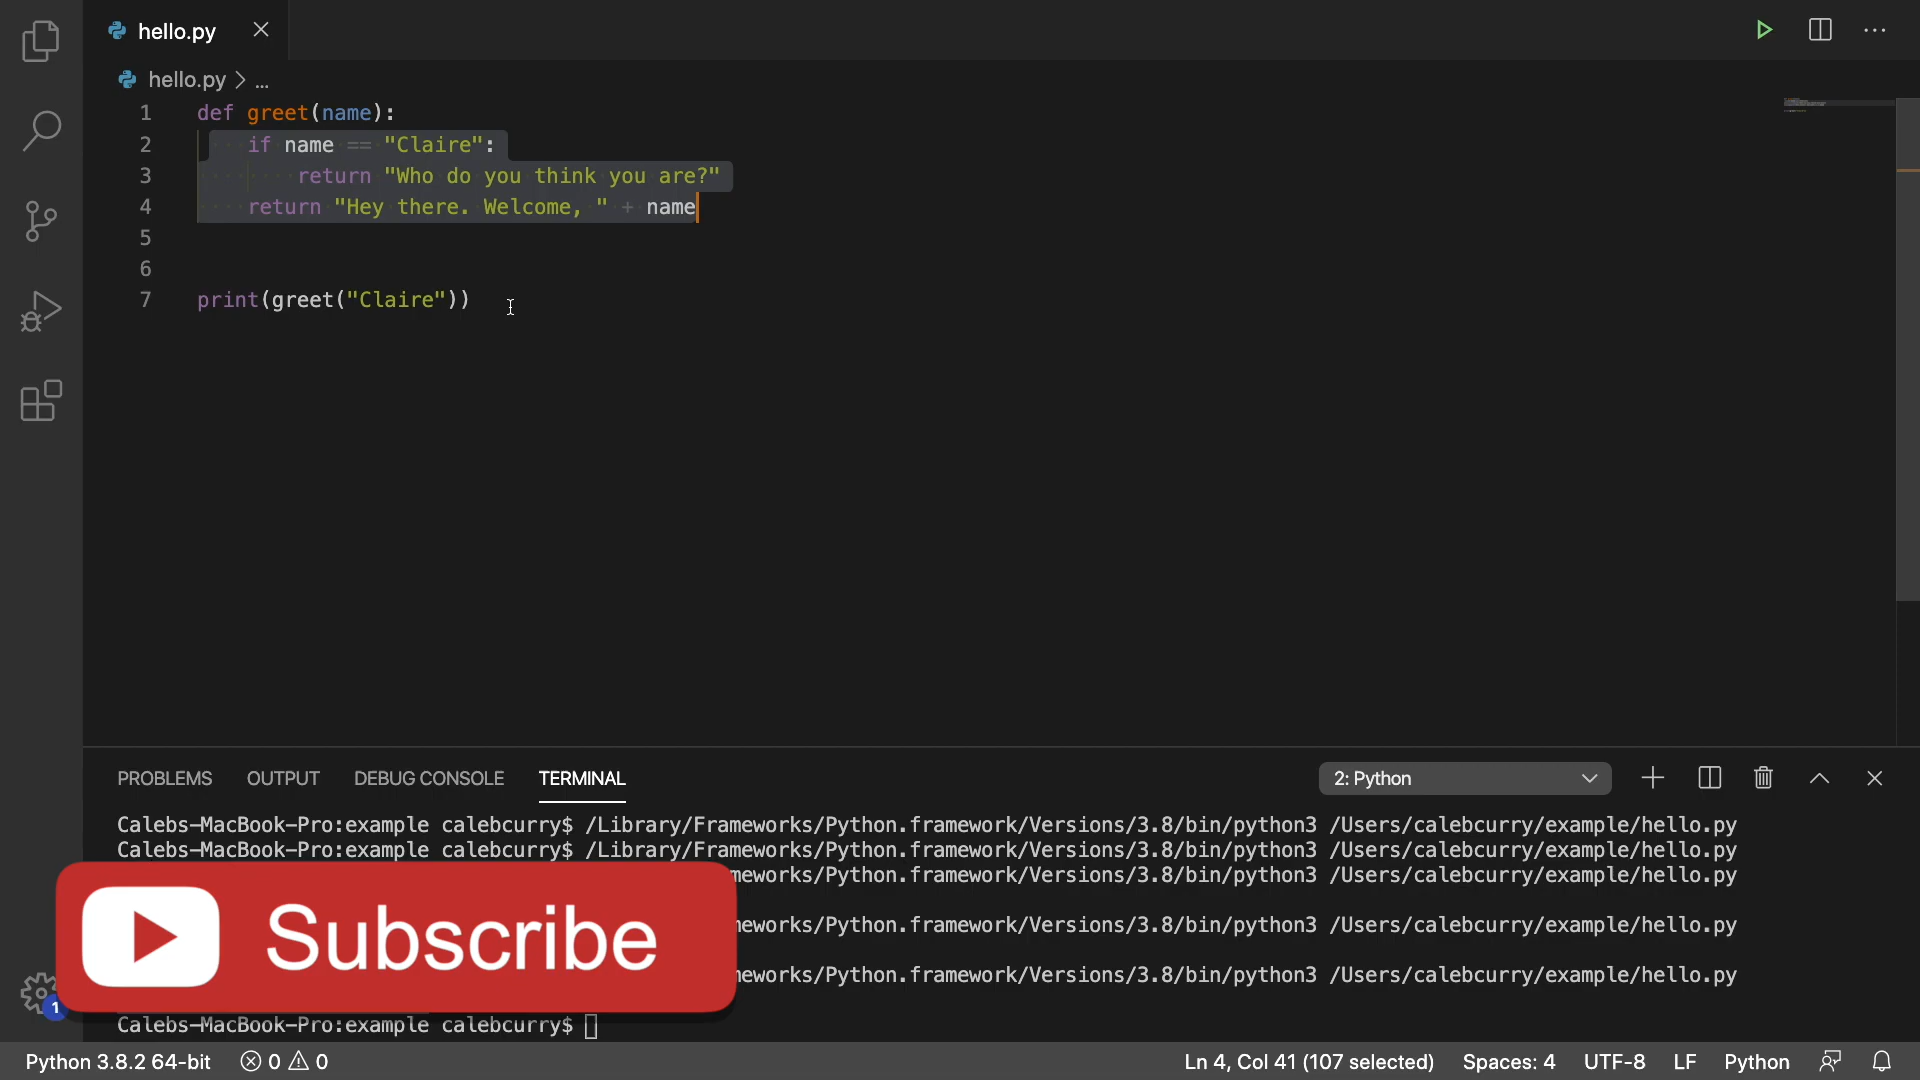 hello.py
hello.py > ...
1 def greet(name):
2 if name == "Claire":
3 return "Who do you think you are?"
4 return "Hey there. Welcome, " + name
5
6
7 print(greet("Claire"))
PROBLEMS OUTPUT DEBUG CONSOLE TERMINAL 2: Python
Calebs-MacBook-Pro:example calebcurry$ /Library/Frameworks/Python.framework/Versions/3.8/bin/python3 /Users/calebcurry/example/hello.py
Calebs-MacBook-Pro:example calebcurry$ /Library/Frameworks/Python.framework/Versions/3.8/bin/python3 /Users/calebcurry/example/hello.py
meworks/Python.framework/Versions/3.8/bin/python3 /Users/calebcurry/example/hello.py
meworks/Python.framework/Versions/3.8/bin/python3 /Users/calebcurry/example/hello.py
meworks/Python.framework/Versions/3.8/bin/python3 /Users/calebcurry/example/hello.py
Subscribe
1
Calebs-MacBook-Pro:example calebcurry$
Python 3.8.2 64-bit 0 0 Ln 4, Col 41 (107 selected) Spaces: 4 UTF-8 LF Python